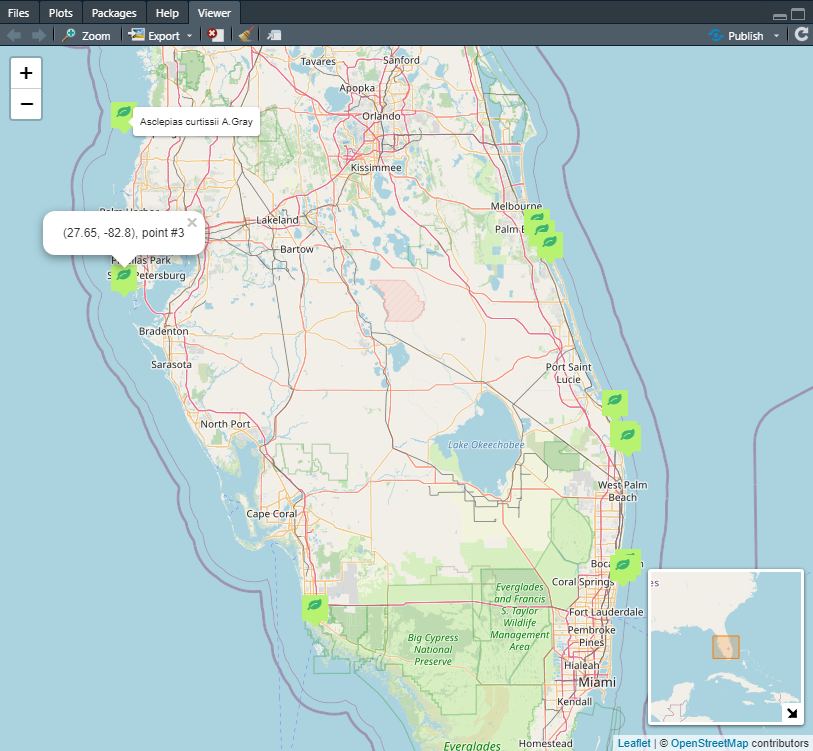 Files Plots Packages Help Viewer
Zoom Export Publish
+
−
Tavares
Sanford
Apopka
Orlando
Asclepias curtissii A.Gray
Kissimmee
Melbourne
Lakeland
Palm
(27.65, -82.8), point #3 ×
Bartow
Park
Petersburg
Bradenton
Sarasota
Port Saint
Lucie
North Port
Lake Okeechobee
West Palm
Beach
Cape Coral
Coral Springs
Everglades
and Francis
S. Taylor
Wildlife
Management
Area
Fort Lauderdale
Pembroke
Pines
Big Cypress
National
Preserve
Hialeah
Miami
Kendall
Homestead
Everglades
Leaflet | © OpenStreetMap contributors